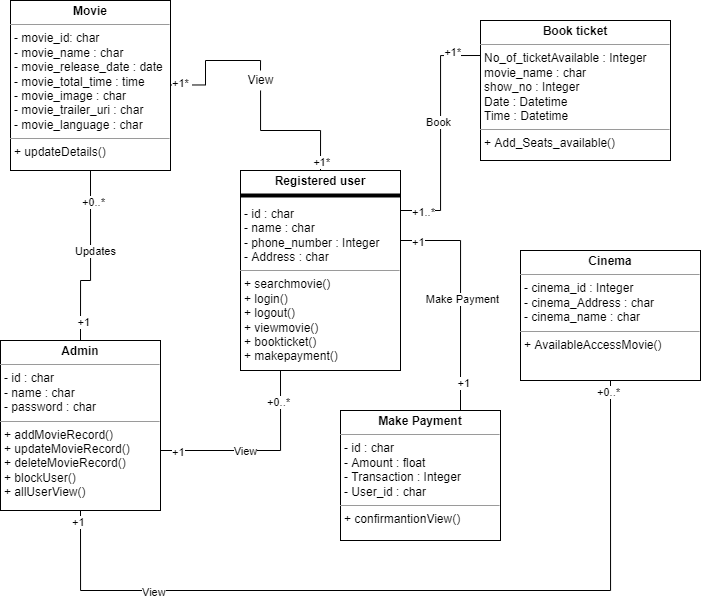 Movie
- movie_id: char
- movie_name : char
- movie_release_date : date
- movie_total_time : time
- movie_image : char
- movie_trailer_uri : char
- movie_language : char
+ updateDetails()
+1*
View
+1*
Book ticket
No_of_ticketAvailable : Integer
movie_name : char
show_no : Integer
Date : Datetime
Time : Datetime
+ Add_Seats_available()
+1*
Book
+1..*
Registered user
- id : char
- name : char
- phone_number : Integer
- Address : char
+ searchmovie()
+ login()
+ logout()
+ viewmovie()
+ bookticket()
+ makepayment()
+0..*
Updates
+1
+1
Make Payment
+1
Cinema
- cinema_id : Integer
- cinema_Address : char
- cinema_name : char
+ AvailableAccessMovie()
+0..*
Admin
- id : char
- name : char
- password : char
+ addMovieRecord()
+ updateMovieRecord()
+ deleteMovieRecord()
+ blockUser()
+ allUserView()
+1
View
+0..*
Make Payment
- id : char
- Amount : float
- Transaction : Integer
- User_id : char
+ confirmantionView()
+1
View